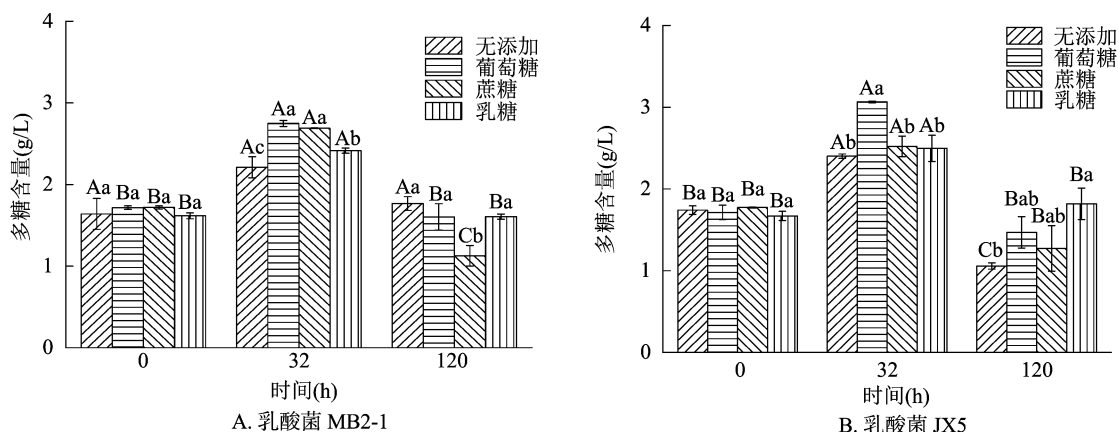 4
3
2
1
0
多糖含量(g/L)
无添加
葡萄糖
蔗糖
乳糖
Aa Ba Ba Ba
Ac Aa Aa Ab
Aa Ba Cb Ba
0 32 120
时间(h)
A. 乳酸菌 MB2-1
4
3
2
1
0
多糖含量(g/L)
无添加
葡萄糖
蔗糖
乳糖
Ba Ba Ba Ba
Ab Aa Ab Ab
Cb Bab Bab Ba
0 32 120
时间(h)
B. 乳酸菌 JX5